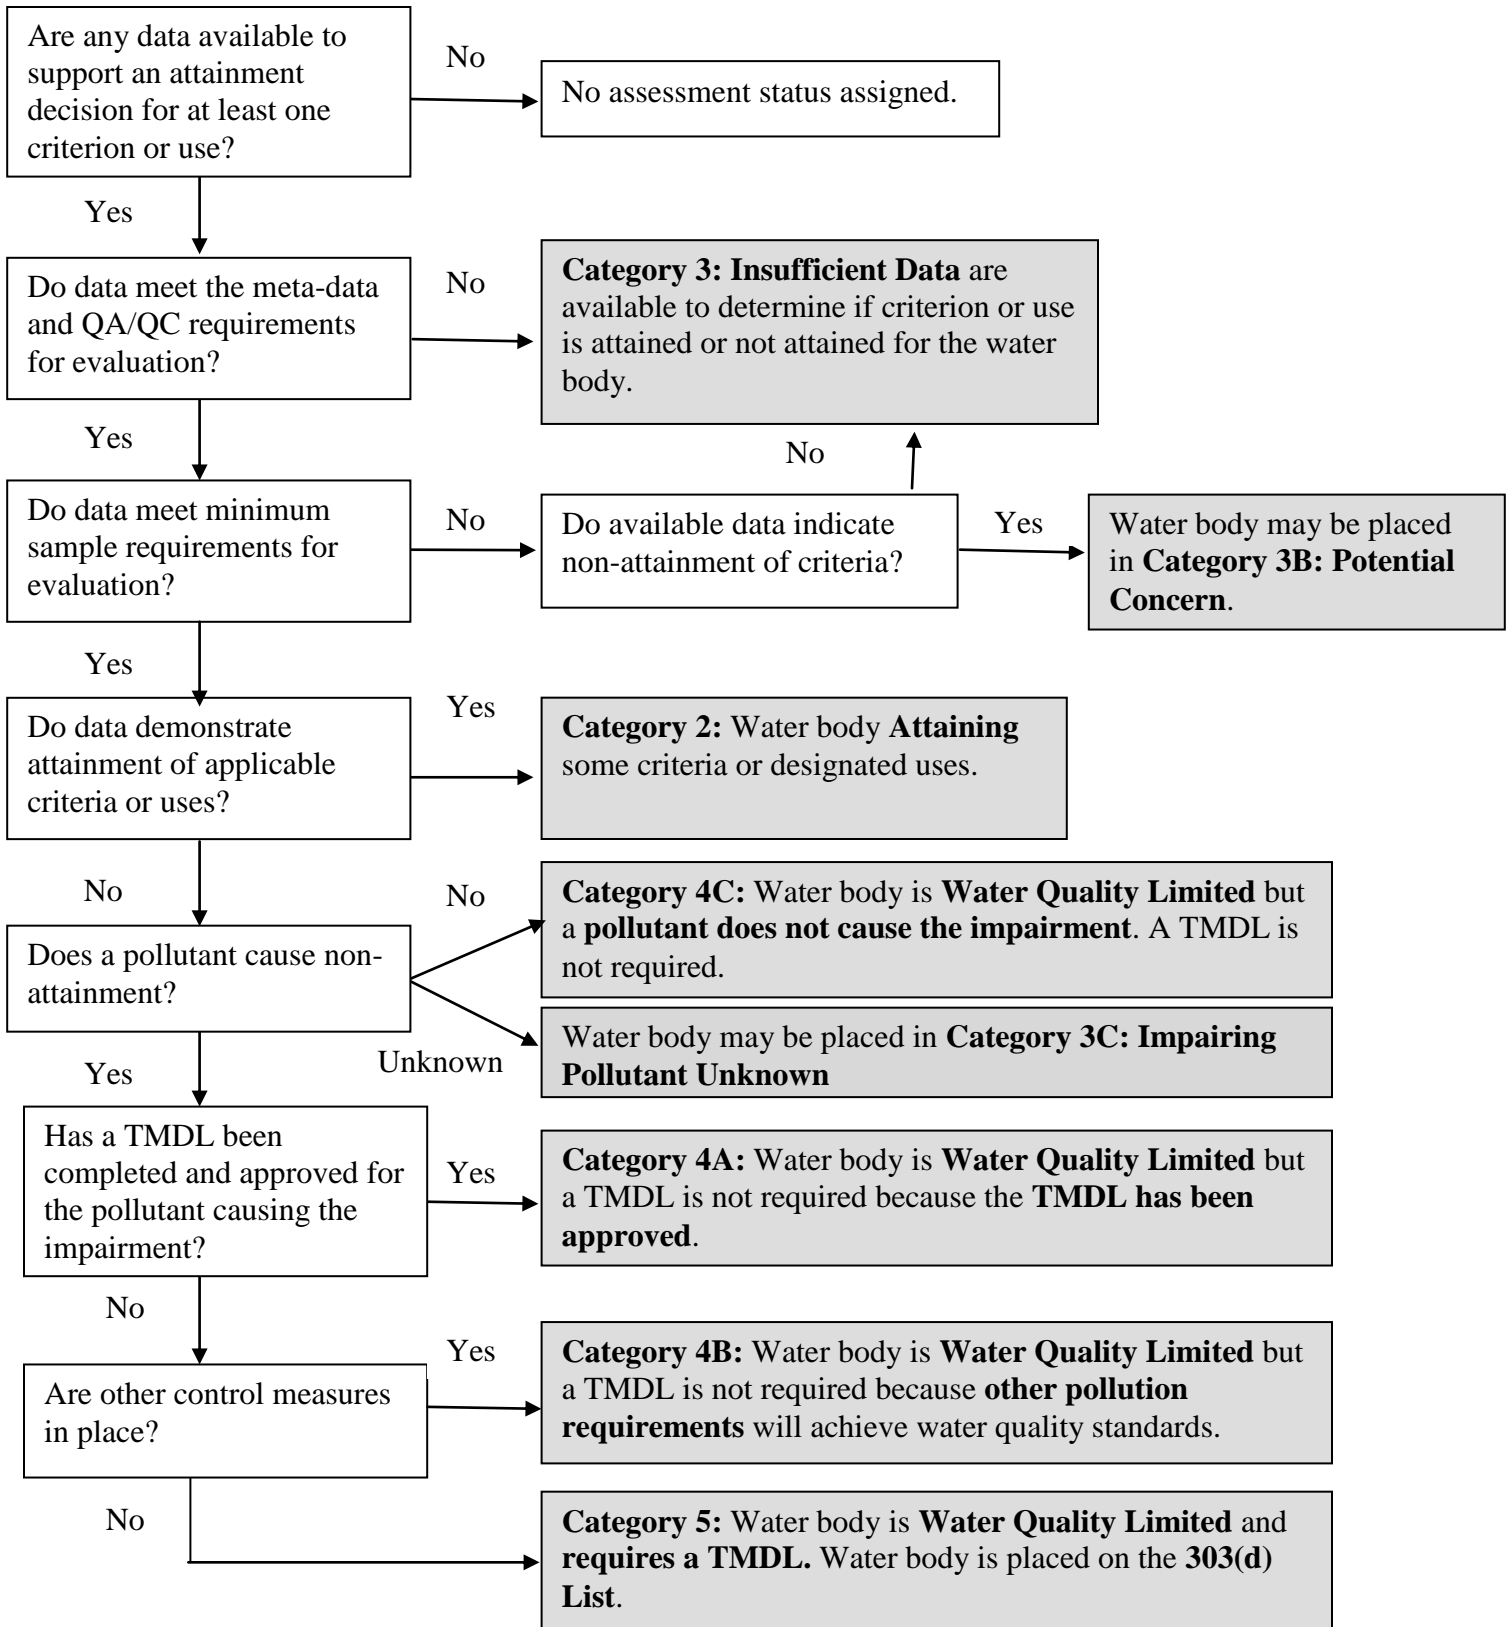 Are any data available to
support an attainment
decision for at least one
criterion or use?
No
No assessment status assigned.
Yes
Do data meet the meta-data
and QA/QC requirements
for evaluation?
No
Category 3: Insufficient Data are
available to determine if criterion or use
is attained or not attained for the water
body.
Yes
No
Do data meet minimum
sample requirements for
evaluation?
No
Do available data indicate
non-attainment of criteria?
Yes
Water body may be placed
in Category 3B: Potential
Concern.
Yes
Do data demonstrate
attainment of applicable
criteria or uses?
Yes
Category 2: Water body Attaining
some criteria or designated uses.
No
Does a pollutant cause non-
attainment?
No
Category 4C: Water body is Water Quality Limited but
a pollutant does not cause the impairment. A TMDL is
not required.
Unknown
Water body may be placed in Category 3C: Impairing
Pollutant Unknown
Yes
Has a TMDL been
completed and approved for
the pollutant causing the
impairment?
Yes
Category 4A: Water body is Water Quality Limited but
a TMDL is not required because the TMDL has been
approved.
No
Are other control measures
in place?
Yes
Category 4B: Water body is Water Quality Limited but
a TMDL is not required because other pollution
requirements will achieve water quality standards.
No
Category 5: Water body is Water Quality Limited and
requires a TMDL. Water body is placed on the 303(d)
List.